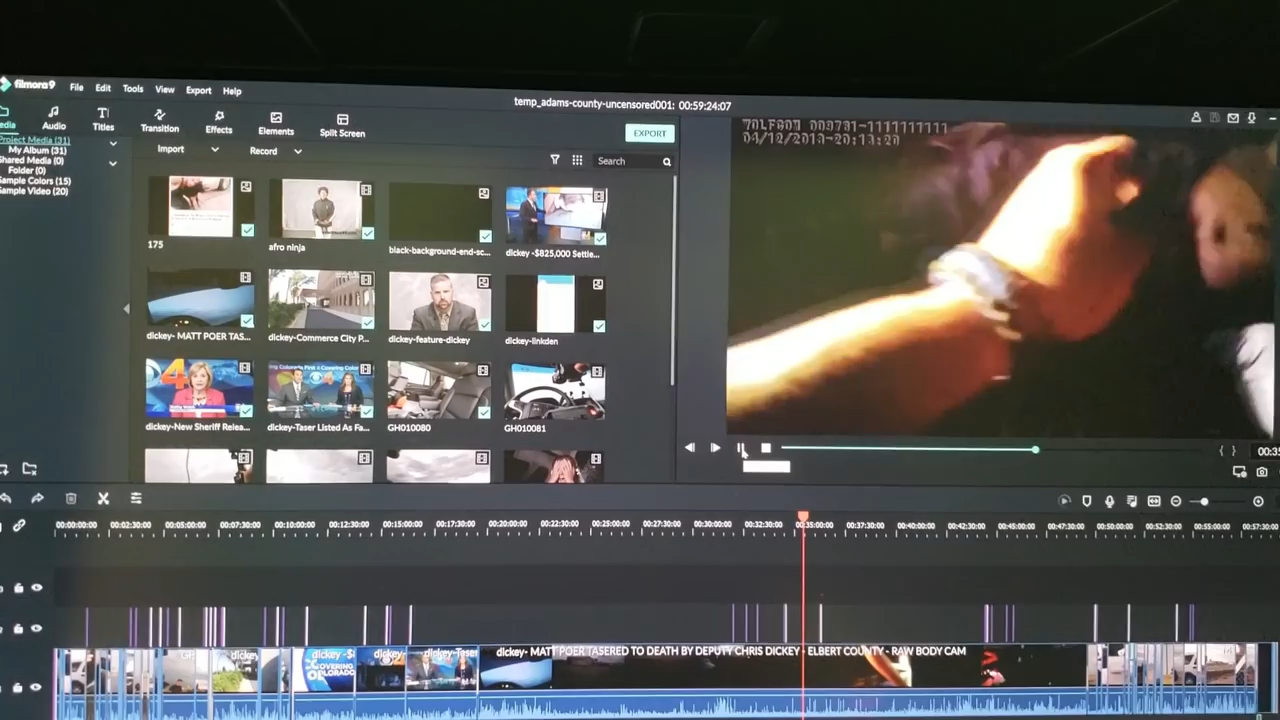 filmora9 File Edit Tools View Export Help
temp_adams-county-uncensored001: 00:59:24:07
Audio Titles Transition Effects Elements Split Screen
EXPORT
Project Media (31)
My Album (31)
Shared Media (0)
Folder (0)
Sample Colors (15)
Sample Video (20)
Import Record Search
175 afro ninja black-background-end-sc... dickey -$825,000 Settle...
dickey- MATT POER TAS... dickey-Commerce City P... dickey-feature-dickey dickey-linkden
dickey-New Sheriff Relea... dickey-Taser Listed As Fa... GH010080 GH010081
04/12/2018-20:13:20
00:00:00:00 00:02:30:00 00:05:00:00 00:07:30:00 00:10:00:00 00:12:30:00 00:15:00:00 00:17:30:00 00:20:00:00 00:22:30:00 00:25:00:00 00:27:30:00 00:30:00:00 00:32:30:00 00:35:00:00 00:37:30:00 00:40:00:00 00:42:30:00 00:45:00:00 00:47:30:00 00:50:00:00 00:52:30:00 00:55:00:00 00:57:30:00
dickey dickey -$ dickey dickey-Taser dickey- MATT POER TASERED TO DEATH BY DEPUTY CHRIS DICKEY - ELBERT COUNTY - RAW BODY CAM